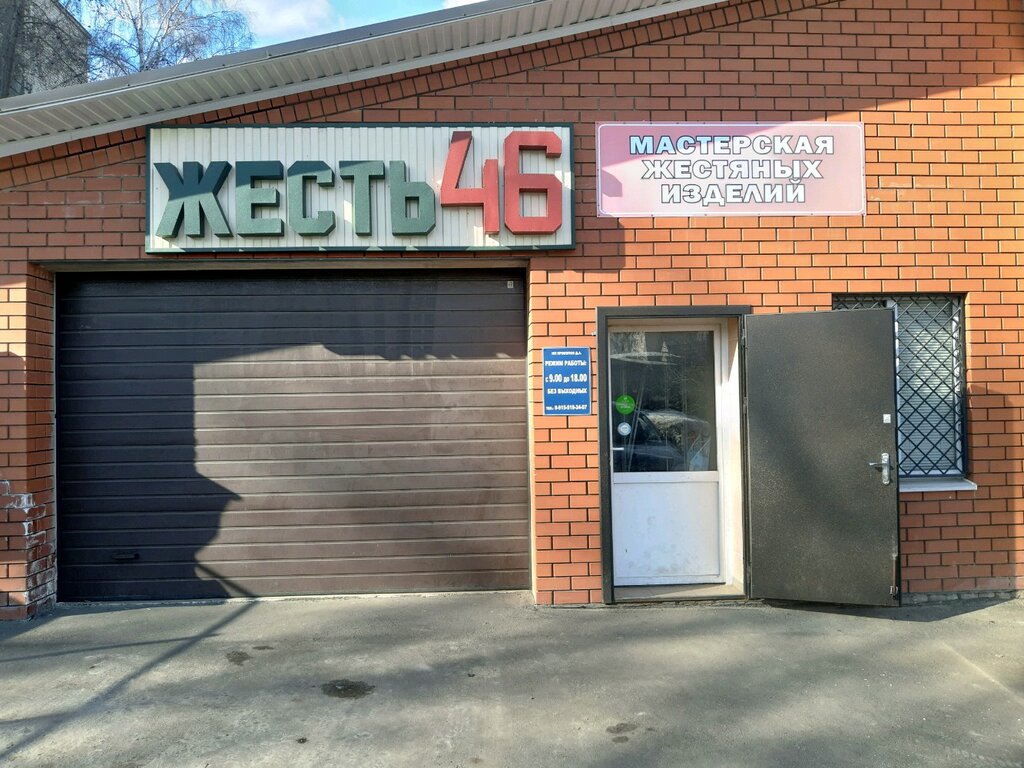 ЖЕСТЬ46
МАСТЕРСКАЯ
ЖЕСТЯНЫХ
ИЗДЕЛИЙ
РЕЖИМ РАБОТЫ:
с 9.00 до 18.00
БЕЗ ВЫХОДНЫХ